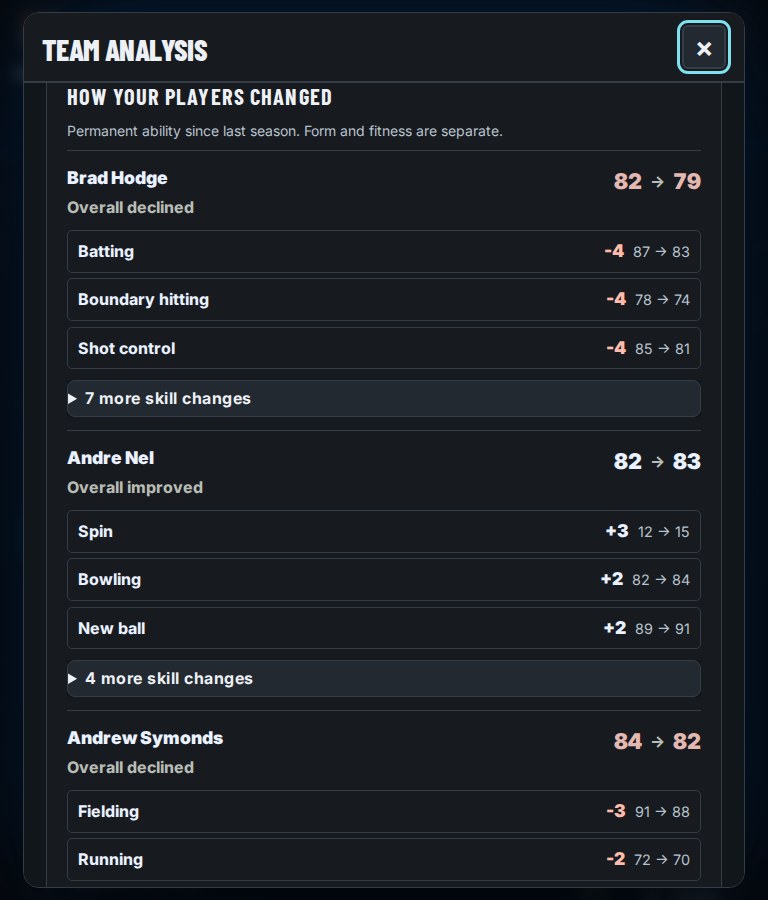 TEAM ANALYSIS ×
HOW YOUR PLAYERS CHANGED
Permanent ability since last season. Form and fitness are separate.
Brad Hodge 82 → 79
Overall declined
Batting -4 87 → 83
Boundary hitting -4 78 → 74
Shot control -4 85 → 81
▶ 7 more skill changes
Andre Nel 82 → 83
Overall improved
Spin +3 12 → 15
Bowling +2 82 → 84
New ball +2 89 → 91
▶ 4 more skill changes
Andrew Symonds 84 → 82
Overall declined
Fielding -3 91 → 88
Running -2 72 → 70